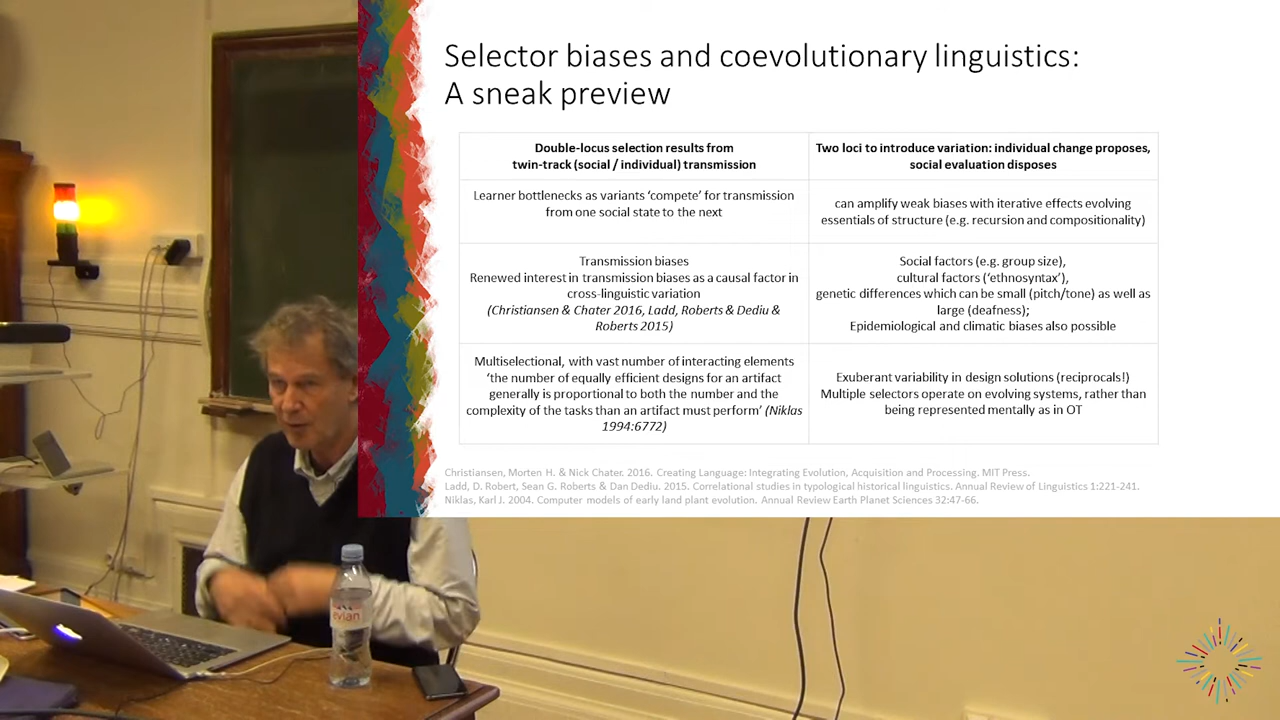 Selector biases and coevolutionary linguistics:
A sneak preview
Double-locus selection results from
twin-track (social / individual) transmission
Two loci to introduce variation: individual change proposes,
social evaluation disposes
Learner bottlenecks as variants ‘compete’ for transmission
from one social state to the next
can amplify weak biases with iterative effects evolving
essentials of structure (e.g. recursion and compositionality)
Transmission biases
Renewed interest in transmission biases as a causal factor in
cross-linguistic variation
(Christiansen & Chater 2016, Ladd, Roberts & Dediu &
Roberts 2015)
Social factors (e.g. group size),
cultural factors (‘ethnosyntax’),
genetic differences which can be small (pitch/tone) as well as
large (deafness);
Epidemiological and climatic biases also possible
Multiselectional, with vast number of interacting elements
‘the number of equally efficient designs for an artifact
generally is proportional to both the number and the
complexity of the tasks than an artifact must perform’ (Niklas
1994:6772)
Exuberant variability in design solutions (reciprocals!)
Multiple selectors operate on evolving systems, rather than
being represented mentally as in OT
Christiansen, Morten H. & Nick Chater. 2016. Creating Language: Integrating Evolution, Acquisition and Processing. MIT Press.
Ladd, D. Robert, Sean G. Roberts & Dan Dediu. 2015. Correlational studies in typological historical linguistics. Annual Review of Linguistics 1:221-241.
Niklas, Karl J. 2004. Computer models of early land plant evolution. Annual Review Earth Planet Sciences 32:47-66.
evian